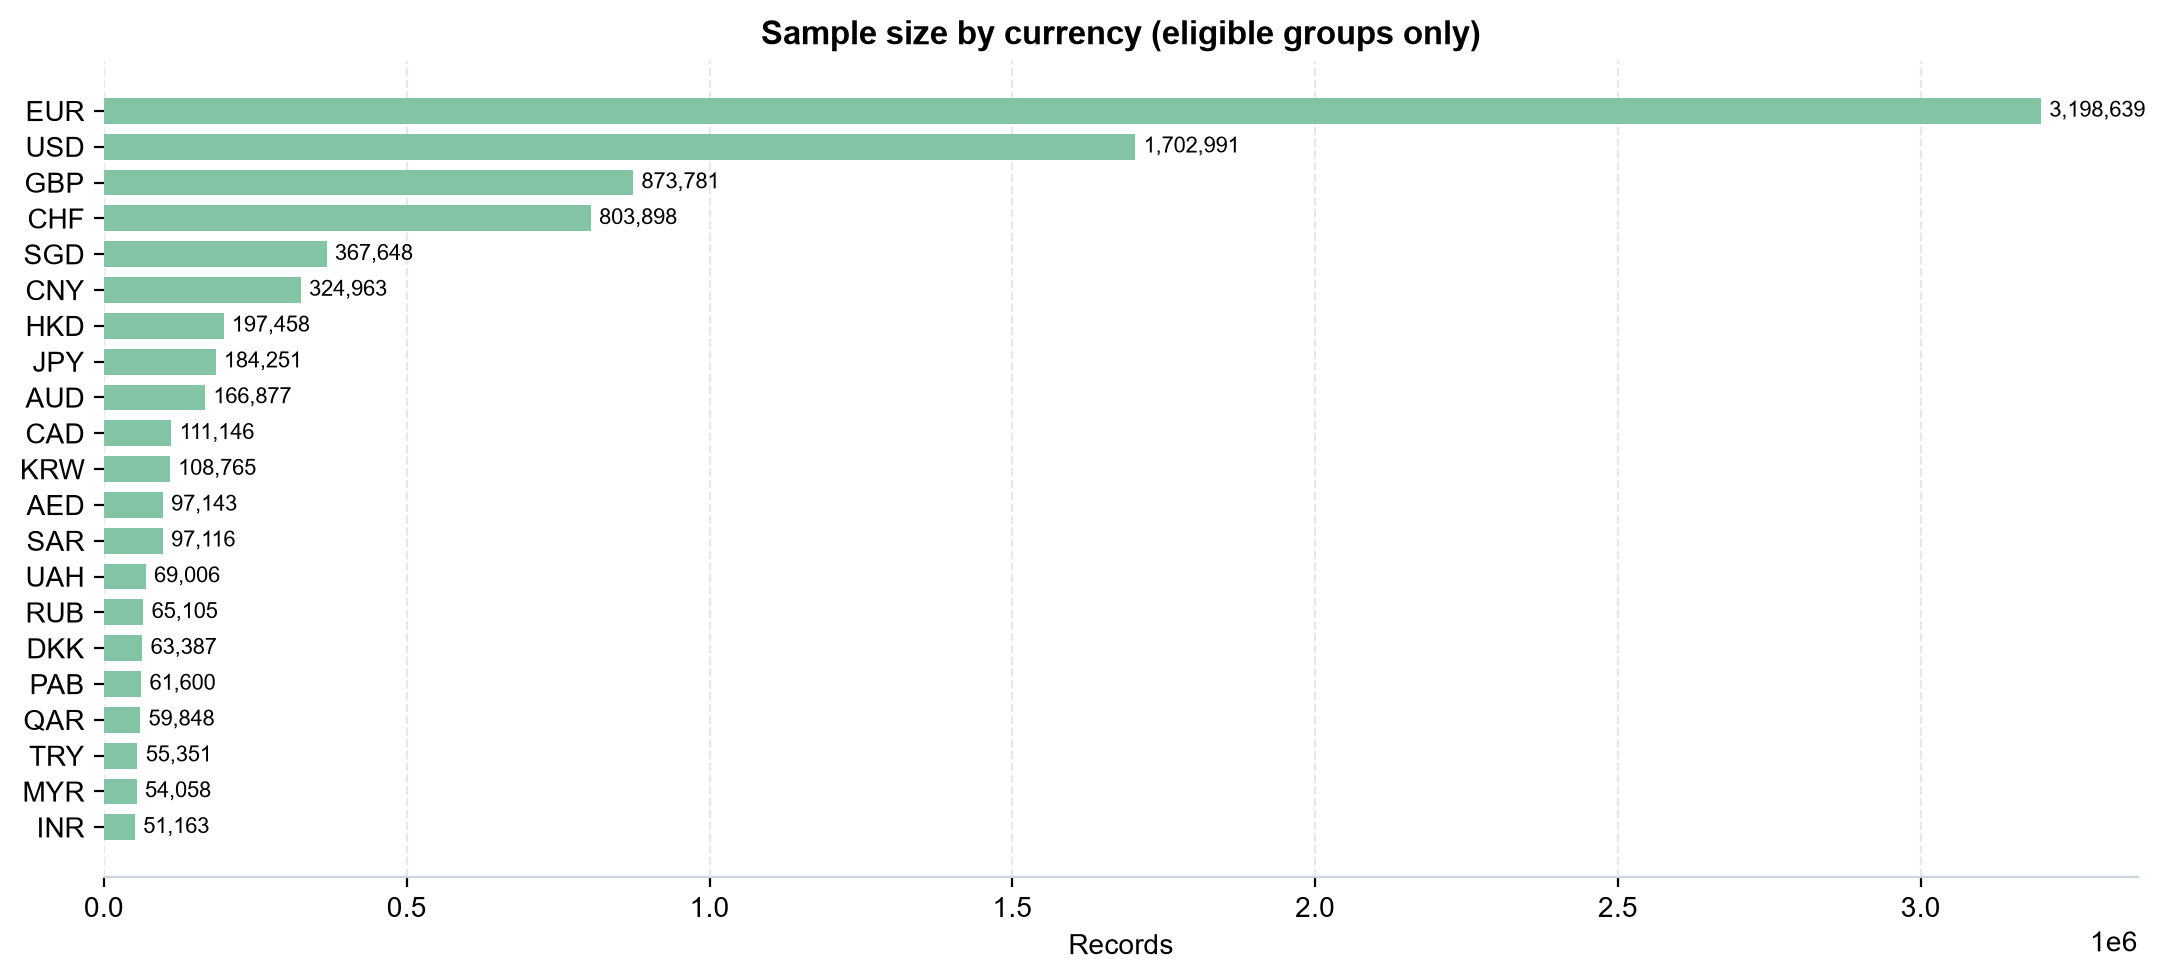 Sample size by currency (eligible groups only)
EUR 3,198,639
USD 1,702,991
GBP 873,781
CHF 803,898
SGD 367,648
CNY 324,963
HKD 197,458
JPY 184,251
AUD 166,877
CAD 111,146
KRW 108,765
AED 97,143
SAR 97,116
UAH 69,006
RUB 65,105
DKK 63,387
PAB 61,600
QAR 59,848
TRY 55,351
MYR 54,058
INR 51,163
0.0 0.5 1.0 1.5 2.0 2.5 3.0
Records 1e6